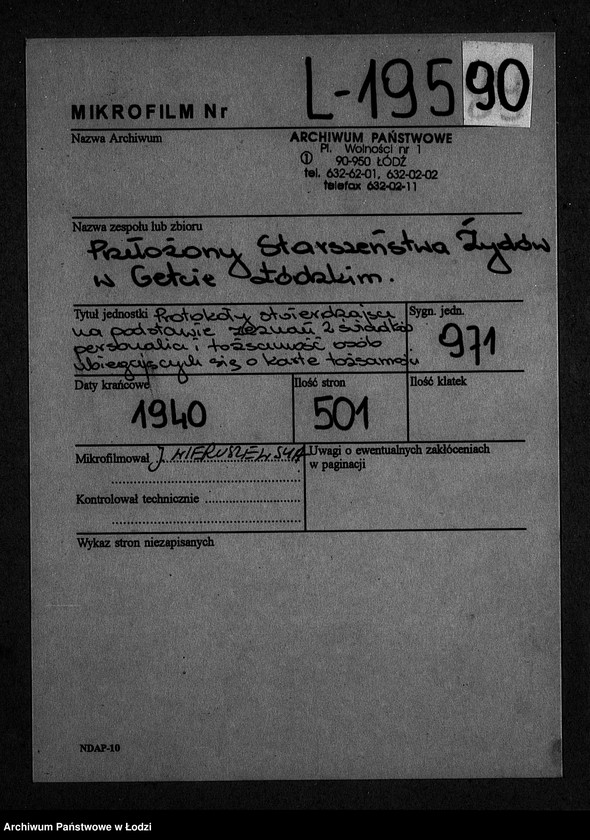 MIKROFILM Nr L-19590
Nazwa Archiwum
ARCHIWUM PAŃSTWOWE
Pl. Wolności nr 1
① 90-950 ŁÓDŹ
tel. 632-62-01, 632-02-02
telefax 632-02-11
Nazwa zespołu lub zbioru
Przełożony Starszeństwa Żydów
w Getcie Łódzkim.
Tytuł jednostki Protokoły stwierdzające
na podstawie zeznań 2 świadków
personalia i tożsamość osób
ubiegających się o kartę tożsamości
Sygn. jedn.
971
Daty krańcowe
1940
Ilość stron
501
Ilość klatek
Mikrofilmował J. WIERUSZEWSKA
Kontrolował technicznie
Uwagi o ewentualnych zakłóceniach
w paginacji
Wykaz stron niezapisanych
NDAP-10
Archiwum Państwowe w Łodzi